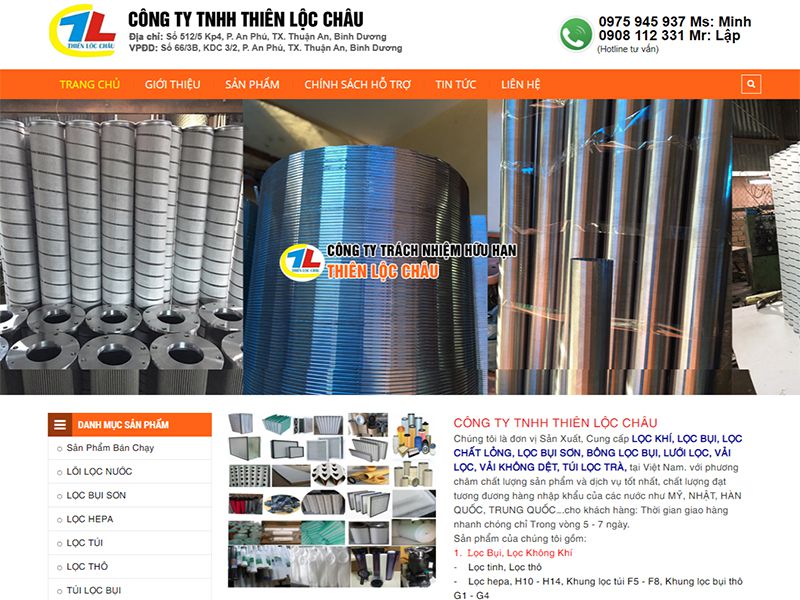 TL
THIÊN LỘC CHÂU
CÔNG TY TNHH THIÊN LỘC CHÂU
Địa chỉ: Số 512/5 Kp4, P. An Phú, TX. Thuận An, Bình Dương
VPĐD: Số 66/3B, KDC 3/2, P. An Phú, TX. Thuận An, Bình Dương
0975 945 937 Ms: Minh
0908 112 331 Mr: Lập
(Hotline tư vấn)
TRANG CHỦ GIỚI THIỆU SẢN PHẨM CHÍNH SÁCH HỖ TRỢ TIN TỨC LIÊN HỆ
TL
THIÊN LỘC CHÂU
CÔNG TY TRÁCH NHIỆM HỮU HẠN
THIÊN LỘC CHÂU
DANH MỤC SẢN PHẨM
Sản Phẩm Bán Chạy
LÕI LỌC NƯỚC
LỌC BỤI SƠN
LỌC HEPA
LỌC TÚI
LỌC THÔ
TÚI LỌC BỤI
CÔNG TY TNHH THIÊN LỘC CHÂU
Chúng tôi là đơn vị Sản Xuất, Cung cấp LỌC KHÍ, LỌC BỤI, LỌC
CHẤT LỎNG, LỌC BỤI SƠN, BÔNG LỌC BỤI, LƯỚI LỌC, VẢI
LỌC, VẢI KHÔNG DỆT, TÚI LỌC TRÀ, tại Việt Nam. với phương
châm chất lượng sản phẩm và dịch vụ tốt nhất, chất lượng đạt
tương đương hàng nhập khẩu của các nước như MỸ, NHẬT, HÀN
QUỐC, TRUNG QUỐC....cho khách hàng: Thời gian giao hàng
nhanh chóng chỉ Trong vòng 5 - 7 ngày.
Sản phẩm của chúng tôi gồm:
1. Lọc Bụi, Lọc Không Khí
- Lọc tinh, Lọc thô
- Lọc hepa, H10 - H14, Khung lọc túi F5 - F8, Khung lọc bụi thô
G1 - G4